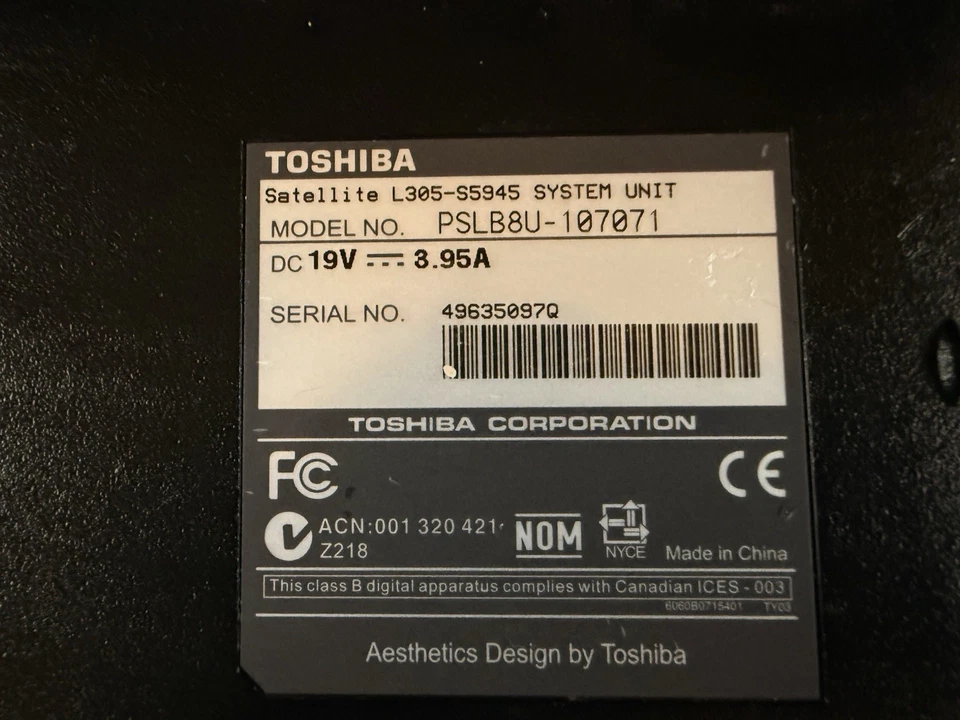 TOSHIBA
Satellite L305-S5945 SYSTEM UNIT
MODEL NO. PSLB8U-107071
DC 19V 3.95A
SERIAL NO. 49635097Q
TOSHIBA CORPORATION
FC CE
ACN:001 320 421
Z218
NOM
NYCE
Made in China
This class B digital apparatus complies with Canadian ICES - 003
6060B0715401 TY03
Aesthetics Design by Toshiba